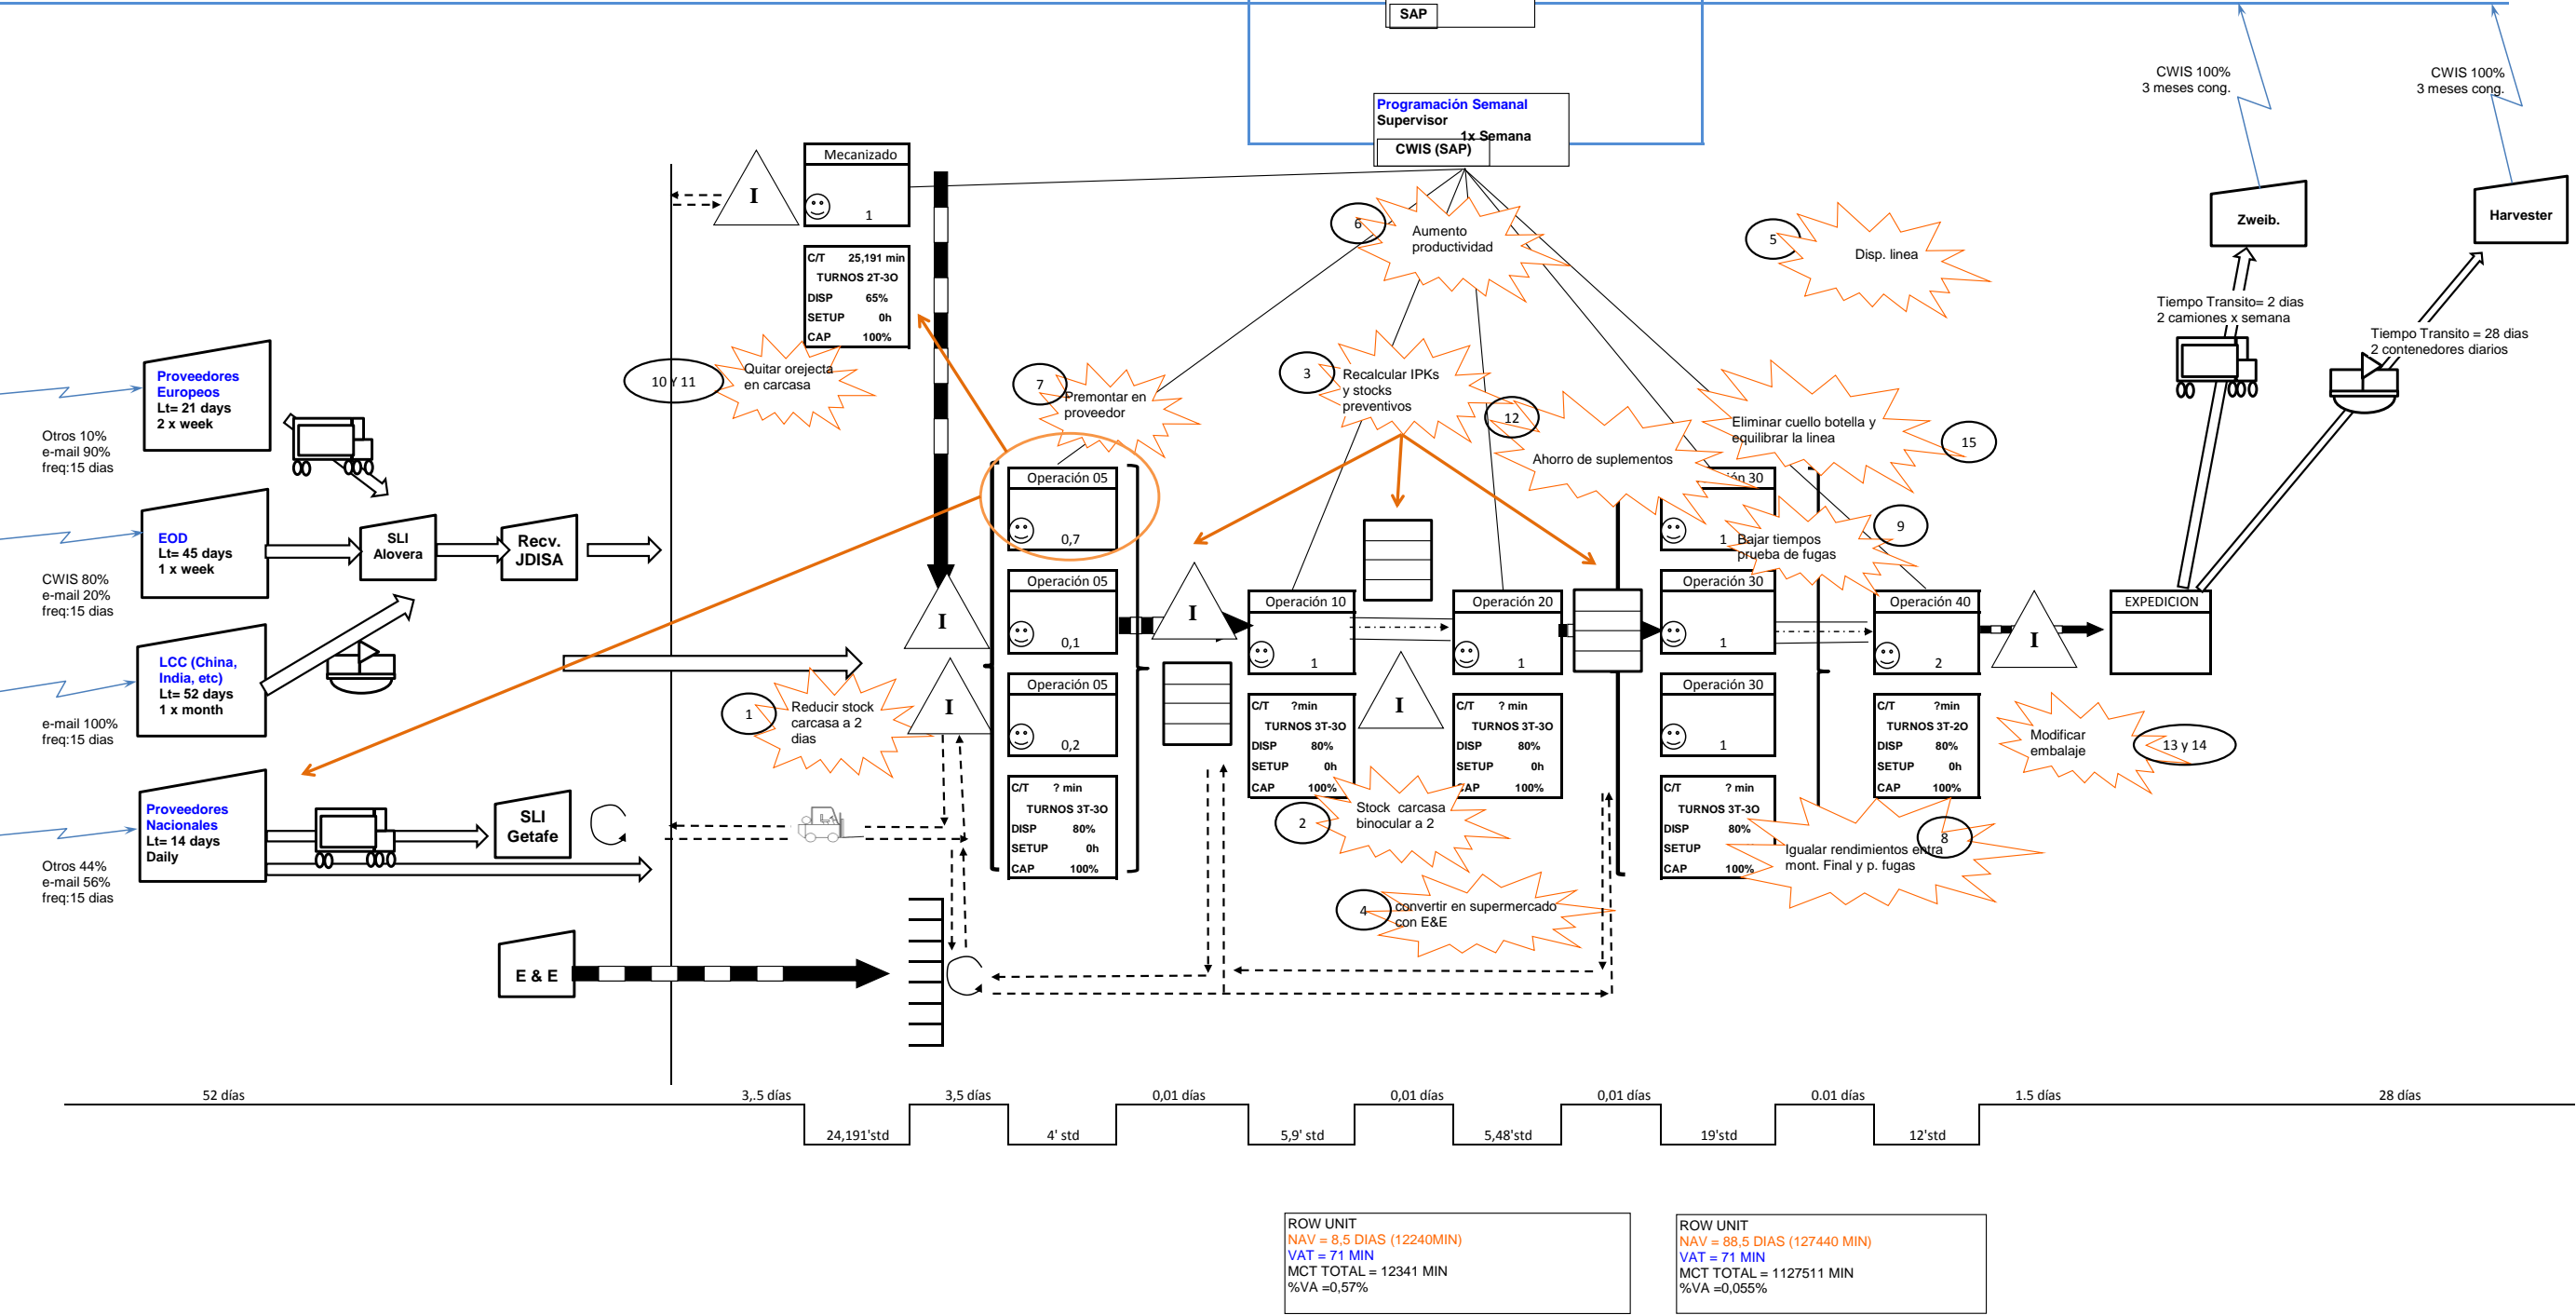 SAP
Programación Semanal
Supervisor
1x Semana
CWIS (SAP)
CWIS 100%
3 meses cong.
CWIS 100%
3 meses cong.
Mecanizado
I
1
C/T 25,191 min
TURNOS 2T-3O
DISP 65%
SETUP 0h
CAP 100%
6
Aumento
productividad
5
Disp. linea
Zweib.
Harvester
Tiempo Transito= 2 dias
2 camiones x semana
Tiempo Transito = 28 dias
2 contenedores diarios
Proveedores
Europeos
Lt= 21 days
2 x week
Otros 10%
e-mail 90%
freq:15 dias
10 Y 11
Quitar orejecta
en carcasa
7
Premontar en
proveedor
3
Recalcular IPKs
y stocks
preventivos
12
Ahorro de suplementos
Eliminar cuello botella y
equilibrar la linea
15
EOD
Lt= 45 days
1 x week
CWIS 80%
e-mail 20%
freq:15 dias
SLI
Alovera
Recv.
JDISA
Operación 05
0,7
Operación 05
0,1
Operación 05
0,2
C/T ? min
TURNOS 3T-3O
DISP 80%
SETUP 0h
CAP 100%
I
I
I
Operación 10
1
C/T ?min
TURNOS 3T-3O
DISP 80%
SETUP 0h
CAP 100%
I
Operación 20
1
C/T ? min
TURNOS 3T-3O
DISP 80%
SETUP 0h
CAP 100%
ón 30
1
Bajar tiempos
prueba de fugas
9
Operación 30
1
Operación 30
1
C/T ? min
TURNOS 3T-3O
DISP 80%
SETUP
CAP 100%
Operación 40
2
C/T ?min
TURNOS 3T-2O
DISP 80%
SETUP 0h
CAP 100%
I
EXPEDICION
LCC (China,
India, etc)
Lt= 52 days
1 x month
e-mail 100%
freq:15 dias
1
Reducir stock
carcasa a 2
dias
Modificar
embalaje
13 y 14
Proveedores
Nacionales
Lt= 14 days
Daily
Otros 44%
e-mail 56%
freq:15 dias
SLI
Getafe
2
Stock carcasa
binocular a 2
8
Igualar rendimientos entra
mont. Final y p. fugas
4
convertir en supermercado
con E&E
E & E
52 días
3,.5 días
3,5 días
0,01 días
0,01 días
0,01 días
0.01 días
1.5 días
28 días
24,191'std
4' std
5,9' std
5,48'std
19'std
12'std
ROW UNIT
NAV = 8,5 DIAS (12240MIN)
VAT = 71 MIN
MCT TOTAL = 12341 MIN
%VA =0,57%
ROW UNIT
NAV = 88,5 DIAS (127440 MIN)
VAT = 71 MIN
MCT TOTAL = 1127511 MIN
%VA =0,055%